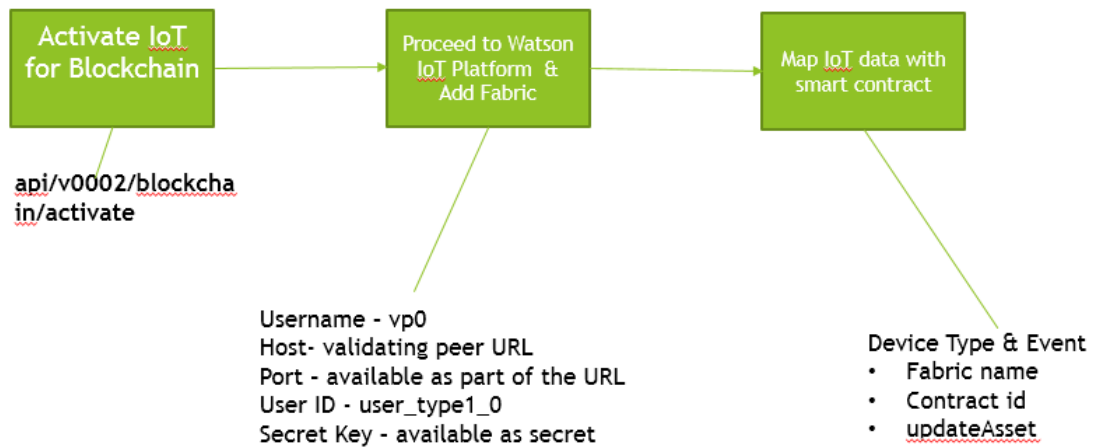 Activate IoT
for Blockchain
Proceed to Watson
IoT Platform &
Add Fabric
Map IoT data with
smart contract
api/v0002/blockcha
in/activate
Username – vp0
Host- validating peer URL
Port – available as part of the URL
User ID - user_type1_0
Secret Key – available as secret
Device Type & Event
• Fabric name
• Contract id
• updateAsset